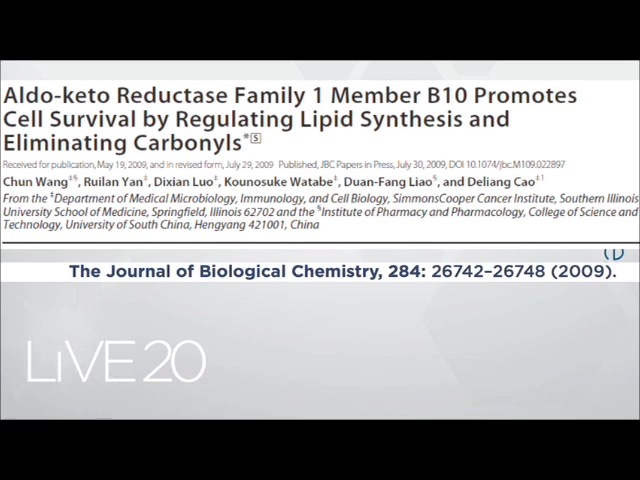 Aldo-keto Reductase Family 1 Member B10 Promotes
Cell Survival by Regulating Lipid Synthesis and
Eliminating Carbonyls*⬚S
Received for publication, May 19, 2009, and in revised form, July 29, 2009 Published, JBC Papers in Press, July 30, 2009, DOI 10.1074/jbc.M109.022897
Chun Wang‡§, Ruilan Yan‡, Dixian Luo‡, Kounosuke Watabe‡, Duan-Fang Liao§, and Deliang Cao‡1
From the ‡Department of Medical Microbiology, Immunology, and Cell Biology, SimmonsCooper Cancer Institute, Southern Illinois
University School of Medicine, Springfield, Illinois 62702 and the §Institute of Pharmacy and Pharmacology, College of Science and
Technology, University of South China, Hengyang 421001, China
The Journal of Biological Chemistry, 284: 26742–26748 (2009).
LiVE20